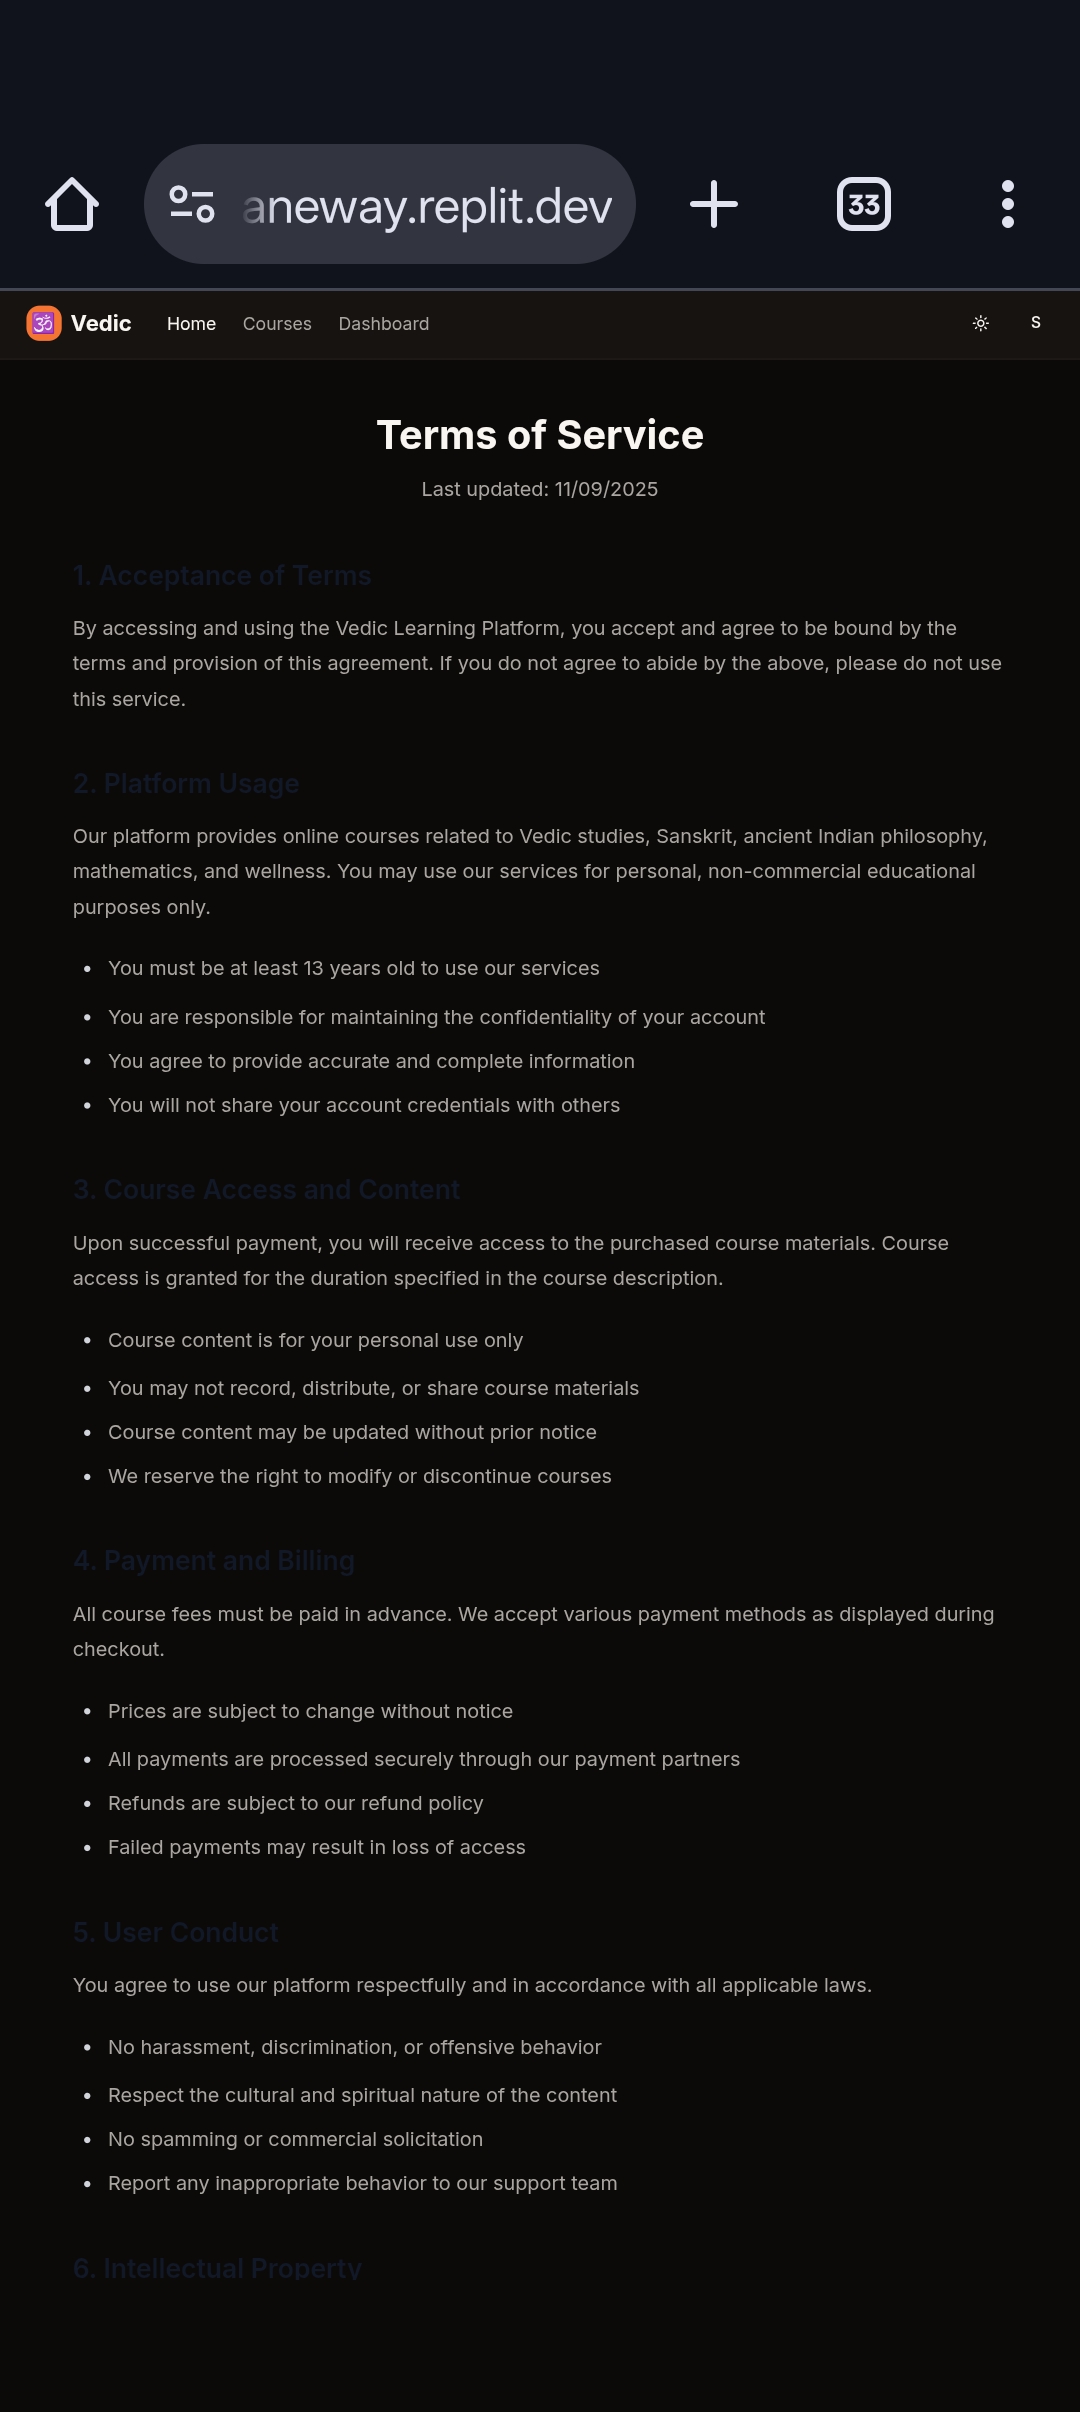 aneway.replit.dev
33
ॐ Vedic Home Courses Dashboard S
Terms of Service
Last updated: 11/09/2025
1. Acceptance of Terms
By accessing and using the Vedic Learning Platform, you accept and agree to be bound by the
terms and provision of this agreement. If you do not agree to abide by the above, please do not use
this service.
2. Platform Usage
Our platform provides online courses related to Vedic studies, Sanskrit, ancient Indian philosophy,
mathematics, and wellness. You may use our services for personal, non-commercial educational
purposes only.
• You must be at least 13 years old to use our services
• You are responsible for maintaining the confidentiality of your account
• You agree to provide accurate and complete information
• You will not share your account credentials with others
3. Course Access and Content
Upon successful payment, you will receive access to the purchased course materials. Course
access is granted for the duration specified in the course description.
• Course content is for your personal use only
• You may not record, distribute, or share course materials
• Course content may be updated without prior notice
• We reserve the right to modify or discontinue courses
4. Payment and Billing
All course fees must be paid in advance. We accept various payment methods as displayed during
checkout.
• Prices are subject to change without notice
• All payments are processed securely through our payment partners
• Refunds are subject to our refund policy
• Failed payments may result in loss of access
5. User Conduct
You agree to use our platform respectfully and in accordance with all applicable laws.
• No harassment, discrimination, or offensive behavior
• Respect the cultural and spiritual nature of the content
• No spamming or commercial solicitation
• Report any inappropriate behavior to our support team
6. Intellectual Property